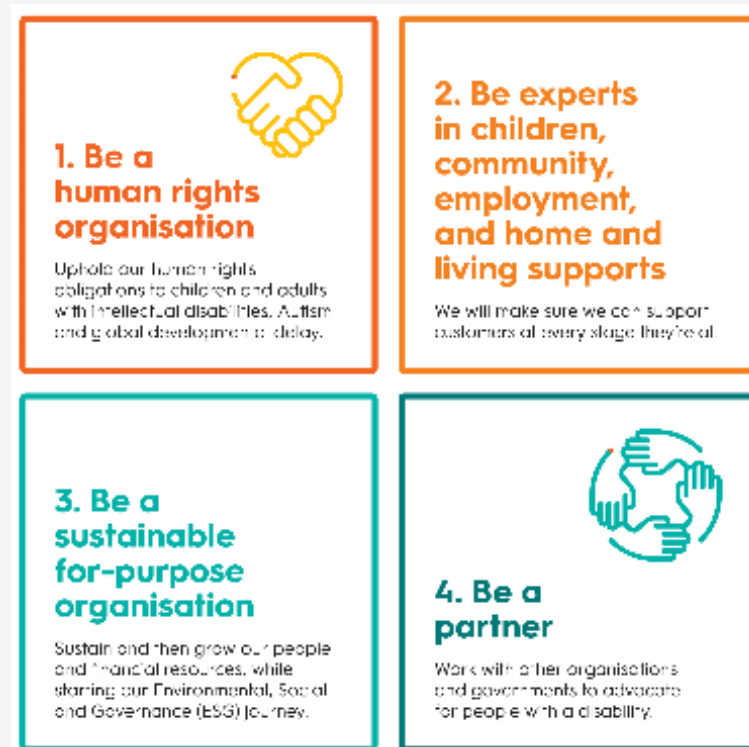 1. Be a
human rights
organisation
Uphold our human rights
obligations to children and adults
with intellectual disabilities, Autism
and global developmental delay.
2. Be experts
in children,
community,
employment,
and home and
living supports
We will make sure we can support
customers at every stage they're at.
3. Be a
sustainable
for-purpose
organisation
Sustain and then grow our people
and financial resources, while
starting our Environmental, Social
and Governance (ESG) journey.
4. Be a
partner
Work with other organisations
and governments to advocate
for people with a disability.